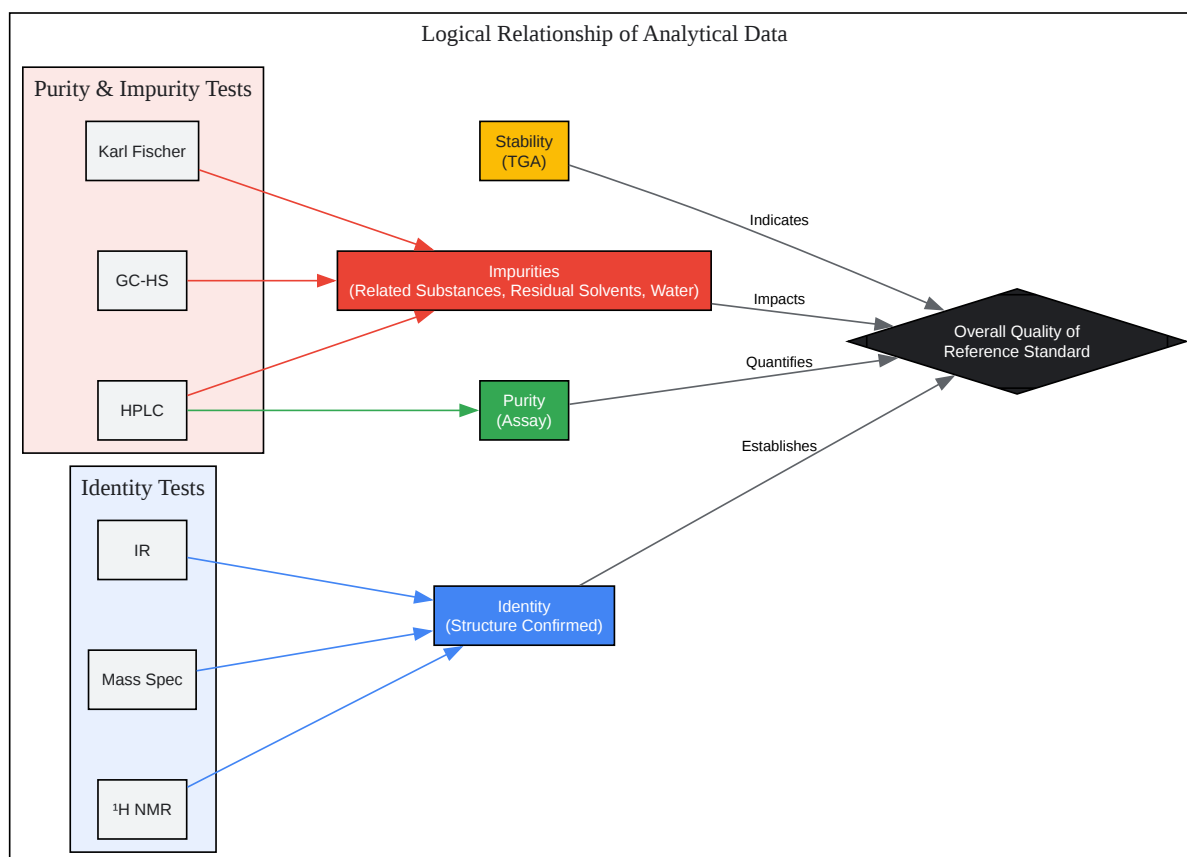 Logical Relationship of Analytical Data
Purity & Impurity Tests
Karl Fischer
GC-HS
HPLC
Identity Tests
IR
Mass Spec
¹H NMR
Stability
(TGA)
Impurities
(Related Substances, Residual Solvents, Water)
Purity
(Assay)
Identity
(Structure Confirmed)
Indicates
Impacts
Quantifies
Establishes
Overall Quality of
Reference Standard